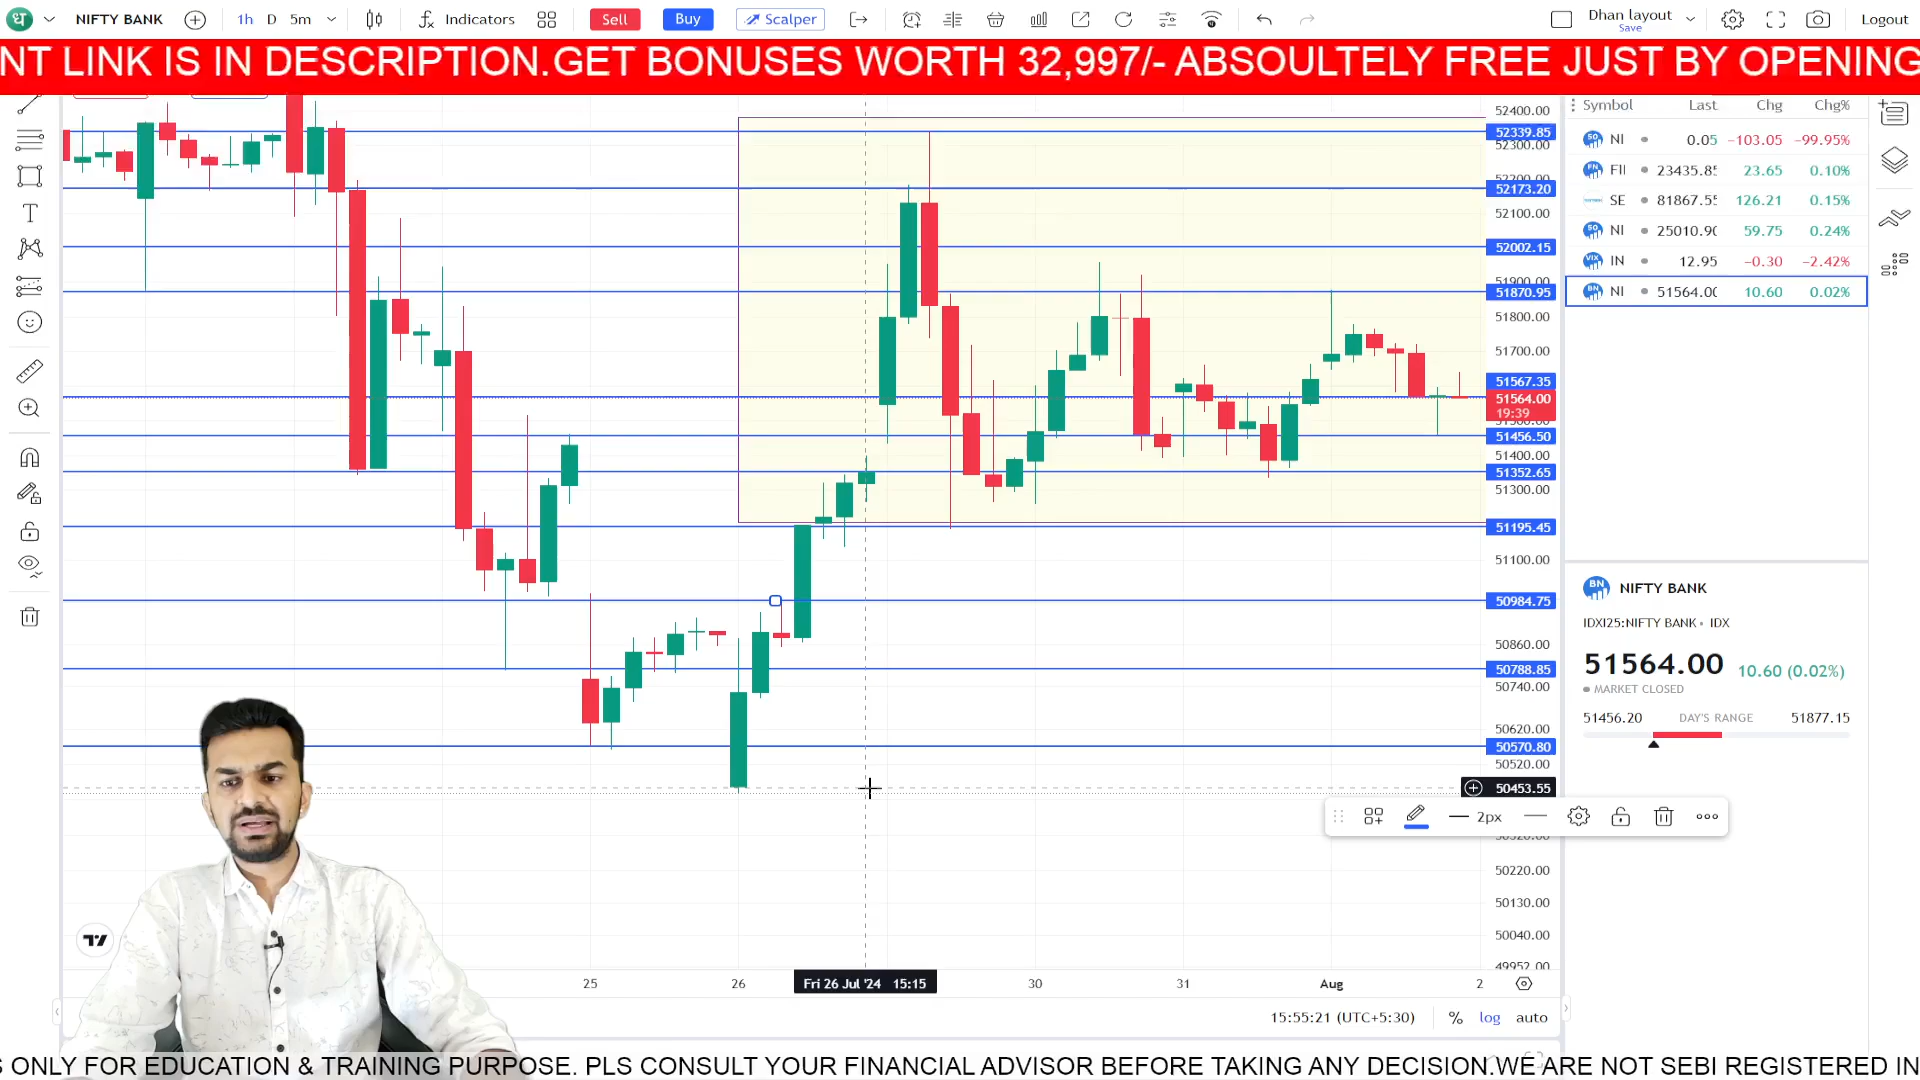 ध
NIFTY BANK
1h D 5m
Indicators
Sell
Buy
Scalper
Dhan layout
Save
Logout
NT LINK IS IN DESCRIPTION.GET BONUSES WORTH 32,997/- ABSOULTELY FREE JUST BY OPENING
Symbol Last Chg Chg%
NI 0.05 −103.05 −99.95%
FII 23435.85 23.65 0.10%
SE 81867.55 126.21 0.15%
NI 25010.90 59.75 0.24%
IN 12.95 −0.30 −2.42%
NI 51564.00 10.60 0.02%
52400.00
52339.85
52300.00
52173.20
52100.00
52002.15
51900.00
51870.95
51800.00
51700.00
51567.35
51564.00
19:39
51456.50
51400.00
51352.65
51300.00
51195.45
51100.00
50984.75
50860.00
50788.85
50740.00
50620.00
50570.80
50520.00
50453.55
50220.00
50130.00
50040.00
49952.00
NIFTY BANK
IDXI25:NIFTY BANK • IDX
51564.00 10.60 (0.02%)
MARKET CLOSED
51456.20 DAY'S RANGE 51877.15
2px
25 26 Fri 26 Jul '24 15:15 30 31 Aug 2
15:55:21 (UTC+5:30) % log auto
S ONLY FOR EDUCATION & TRAINING PURPOSE. PLS CONSULT YOUR FINANCIAL ADVISOR BEFORE TAKING ANY DECISION.WE ARE NOT SEBI REGISTERED IN